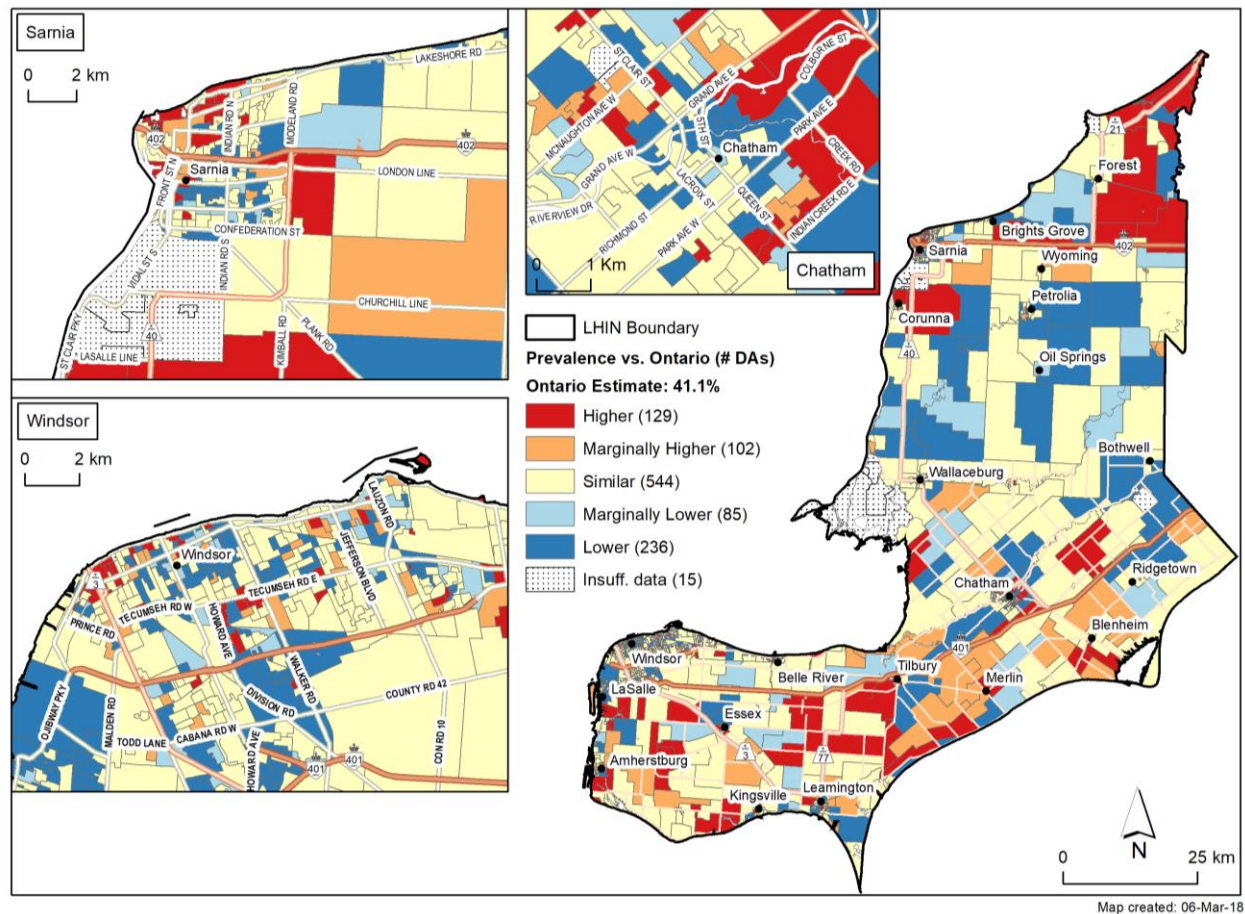 Sarnia
0 2 km
LAKESHORE RD
INDIAN RD N
MODELAND RD
402
402
FRONT ST N
Sarnia
LONDON LINE
CONFEDERATION ST
VIDAL ST S
INDIAN RD S
CHURCHILL LINE
ST CLAIR PKY
40
LASALLE LINE
KIMBALL RD
PLANK RD
ST CLAIR ST
GRAND AVE E
COLBORNE ST
MCNAUGHTON AVE W
5TH ST
PARK AVE E
Chatham
GRAND AVE W
CREEK RD
LACROIX ST
QUEEN ST
RIVERVIEW DR
RICHMOND ST
PARK AVE W
INDIAN CREEK RD E
0 1 Km
Chatham
LHIN Boundary
Prevalence vs. Ontario (# DAs)
Ontario Estimate: 41.1%
Higher (129)
Marginally Higher (102)
Similar (544)
Marginally Lower (85)
Lower (236)
Insuff. data (15)
Windsor
0 2 km
LAUZON RD
Windsor
JEFFERSON BLVD
3
TECUMSEH RD E
TECUMSEH RD W
PRINCE RD
HOWARD AVE
WALKER RD
COUNTY RD 42
DIVISION RD
OJIBWAY PKY
MALDEN RD
CABANA RD W
TODD LANE
HOWARD AVE
401
401
CON RD 10
21
Forest
Brights Grove
402
Sarnia
Wyoming
Petrolia
Corunna
40
Oil Springs
Bothwell
Wallaceburg
Chatham
Ridgetown
Blenheim
401
Windsor
Belle River
Tilbury
Merlin
LaSalle
Essex
3
77
Amherstburg
Kingsville
Leamington
N
0 25 km
Map created: 06-Mar-18